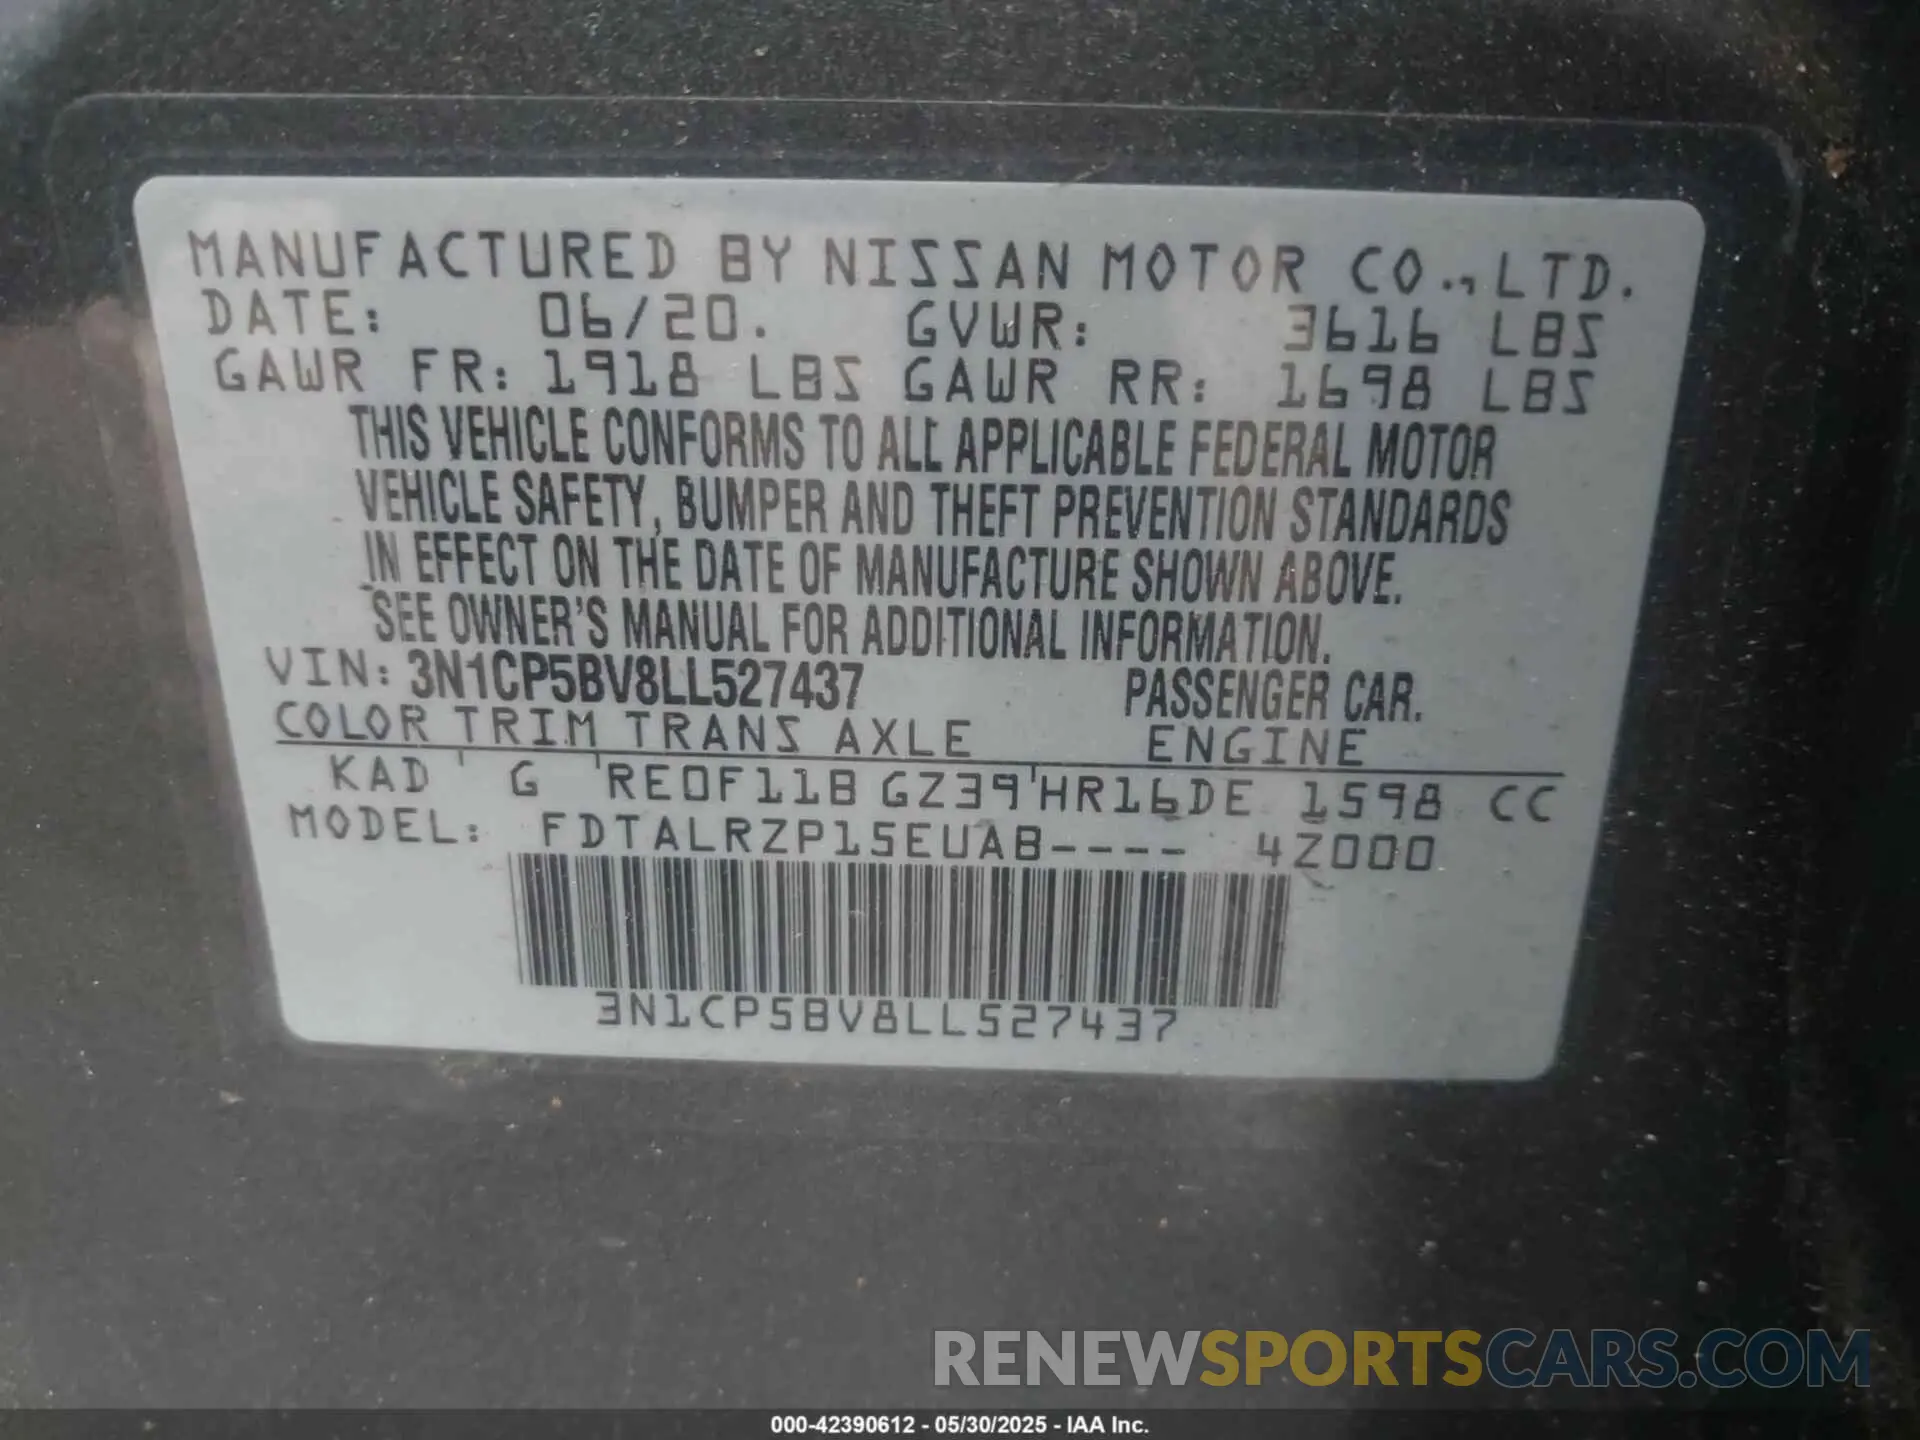 MANUFACTURED BY NISSAN MOTOR CO.,LTD.
DATE: 06/20. GVWR: 3616 LBS
GAWR FR: 1918 LBS GAWR RR: 1698 LBS
THIS VEHICLE CONFORMS TO ALL APPLICABLE FEDERAL MOTOR
VEHICLE SAFETY, BUMPER AND THEFT PREVENTION STANDARDS
IN EFFECT ON THE DATE OF MANUFACTURE SHOWN ABOVE.
SEE OWNER'S MANUAL FOR ADDITIONAL INFORMATION.
VIN: 3N1CP5BV8LL527437 PASSENGER CAR.
COLOR TRIM TRANS AXLE ENGINE
KAD G RE0F11B GZ39 HR16DE 1598 CC
MODEL: FDTALRZP15EUAB---- 4Z000
3N1CP5BV8LL527437
RENEWSPORTSCARS.COM
000-42390612 - 05/30/2025 - IAA Inc.